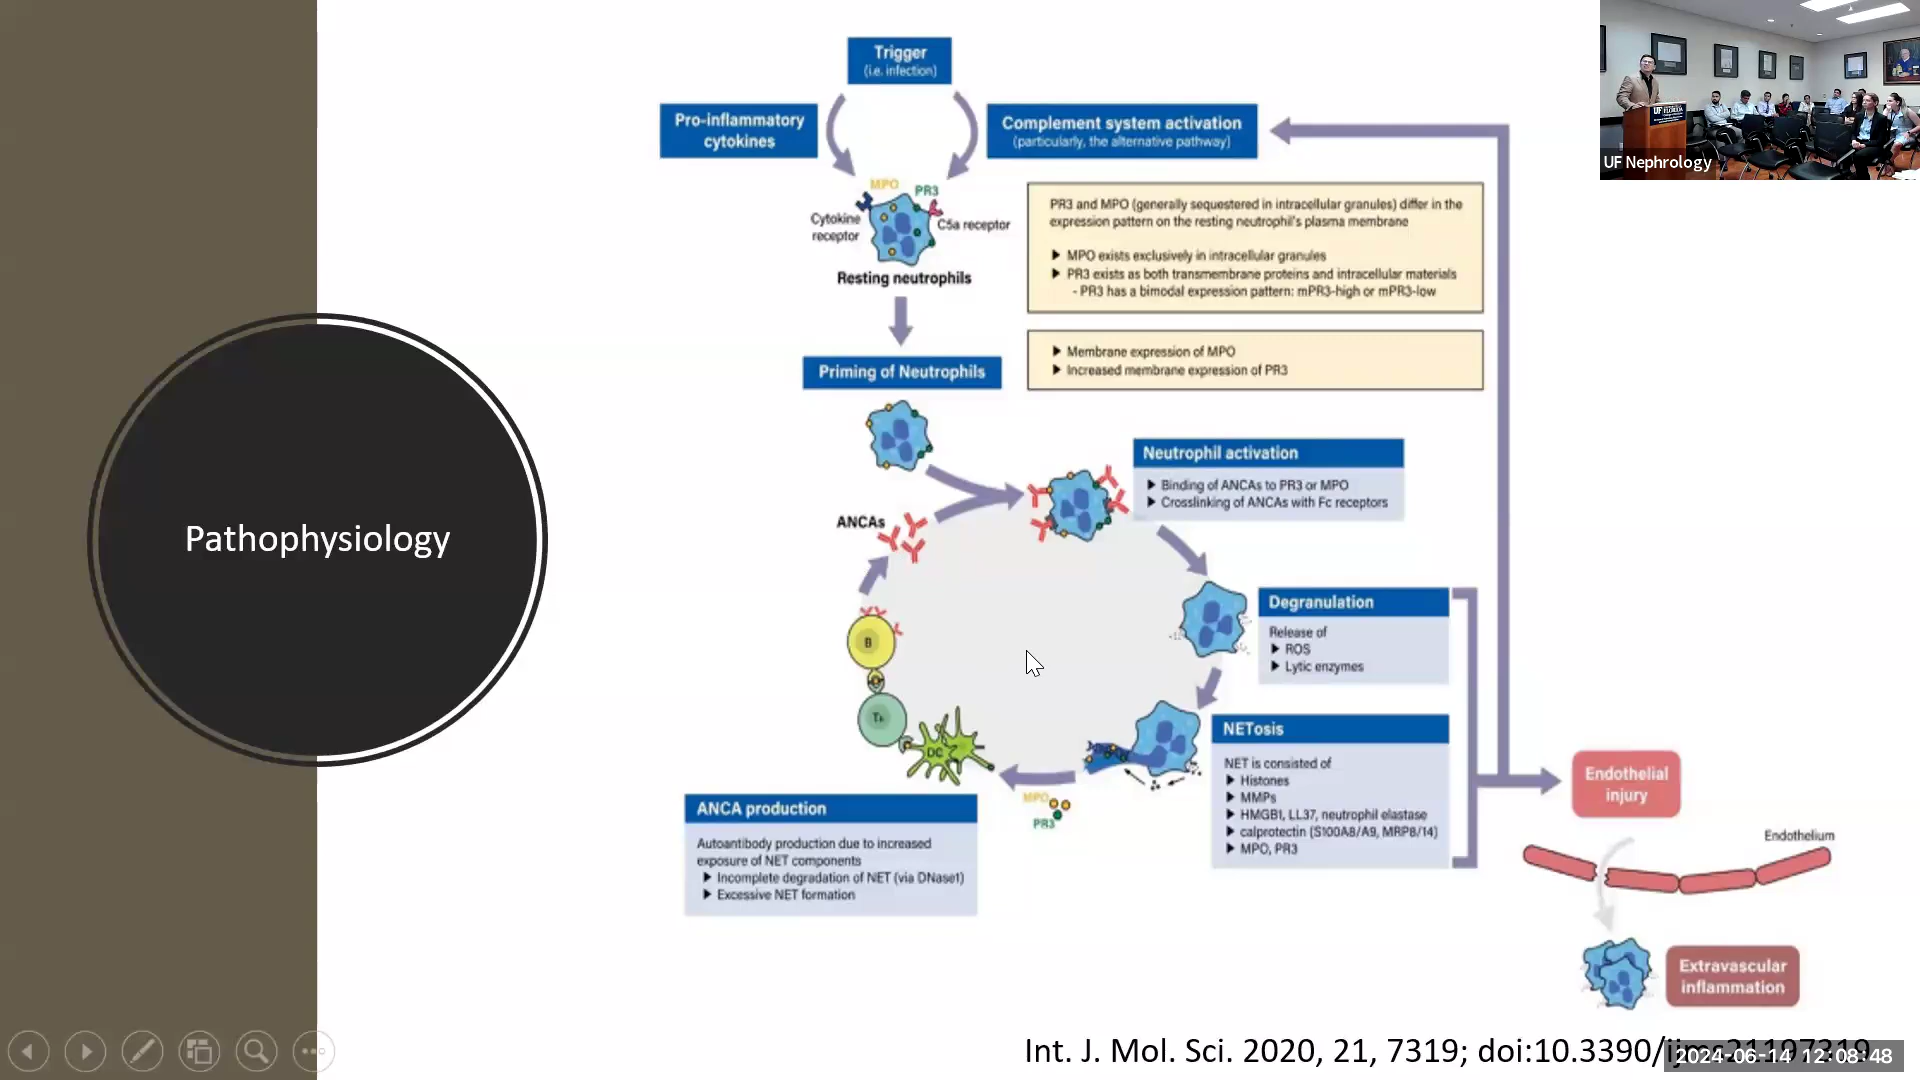 Pathophysiology
Trigger
(i.e. infection)
Pro-inflammatory
cytokines
Complement system activation
(particularly, the alternative pathway)
MPO
PR3
Cytokine
receptor
C5a receptor
Resting neutrophils
PR3 and MPO (generally sequestered in intracellular granules) differ in the
expression pattern on the resting neutrophil's plasma membrane
MPO exists exclusively in intracellular granules
PR3 exists as both transmembrane proteins and intracellular materials
- PR3 has a bimodal expression pattern: mPR3-high or mPR3-low
Priming of Neutrophils
Membrane expression of MPO
Increased membrane expression of PR3
Neutrophil activation
Binding of ANCAs to PR3 or MPO
Crosslinking of ANCAs with Fc receptors
ANCAs
Degranulation
Release of
ROS
Lytic enzymes
B
DC
NETosis
NET is consisted of
Histones
MMPs
HMGB1, LL37, neutrophil elastase
calprotectin (S100A8/A9, MRP8/14)
MPO, PR3
MPO
PR3
ANCA production
Autoantibody production due to increased
exposure of NET components
Incomplete degradation of NET (via DNase1)
Excessive NET formation
Endothelial
injury
Endothelium
Extravascular
inflammation
Int. J. Mol. Sci. 2020, 21, 7319; doi:10.3390/ijms21197319
2024-06-14 12:08:48
UF Nephrology